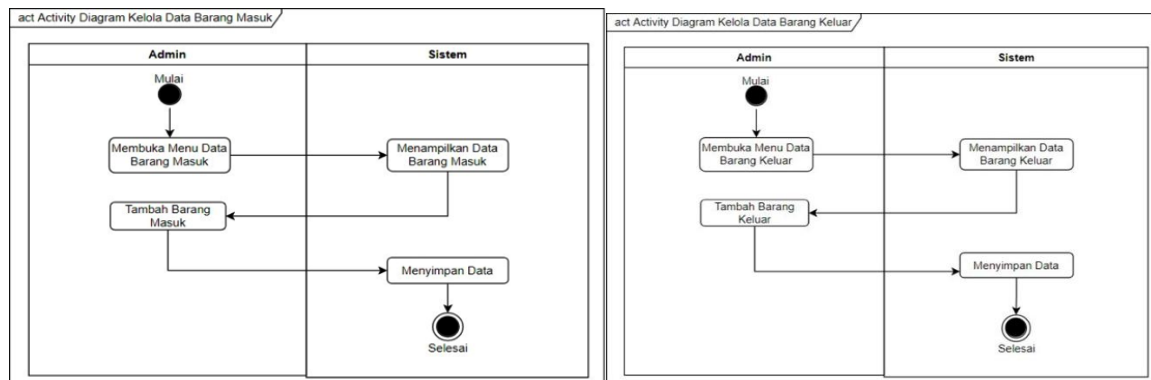 act Activity Diagram Kelola Data Barang Masuk
Admin
Sistem
Mulai
Membuka Menu Data
Barang Masuk
Menampilkan Data
Barang Masuk
Tambah Barang
Masuk
Menyimpan Data
Selesai
act Activity Diagram Kelola Data Barang Keluar
Admin
Sistem
Mulai
Membuka Menu Data
Barang Keluar
Menampilkan Data
Barang Keluar
Tambah Barang
Keluar
Menyimpan Data
Selesai